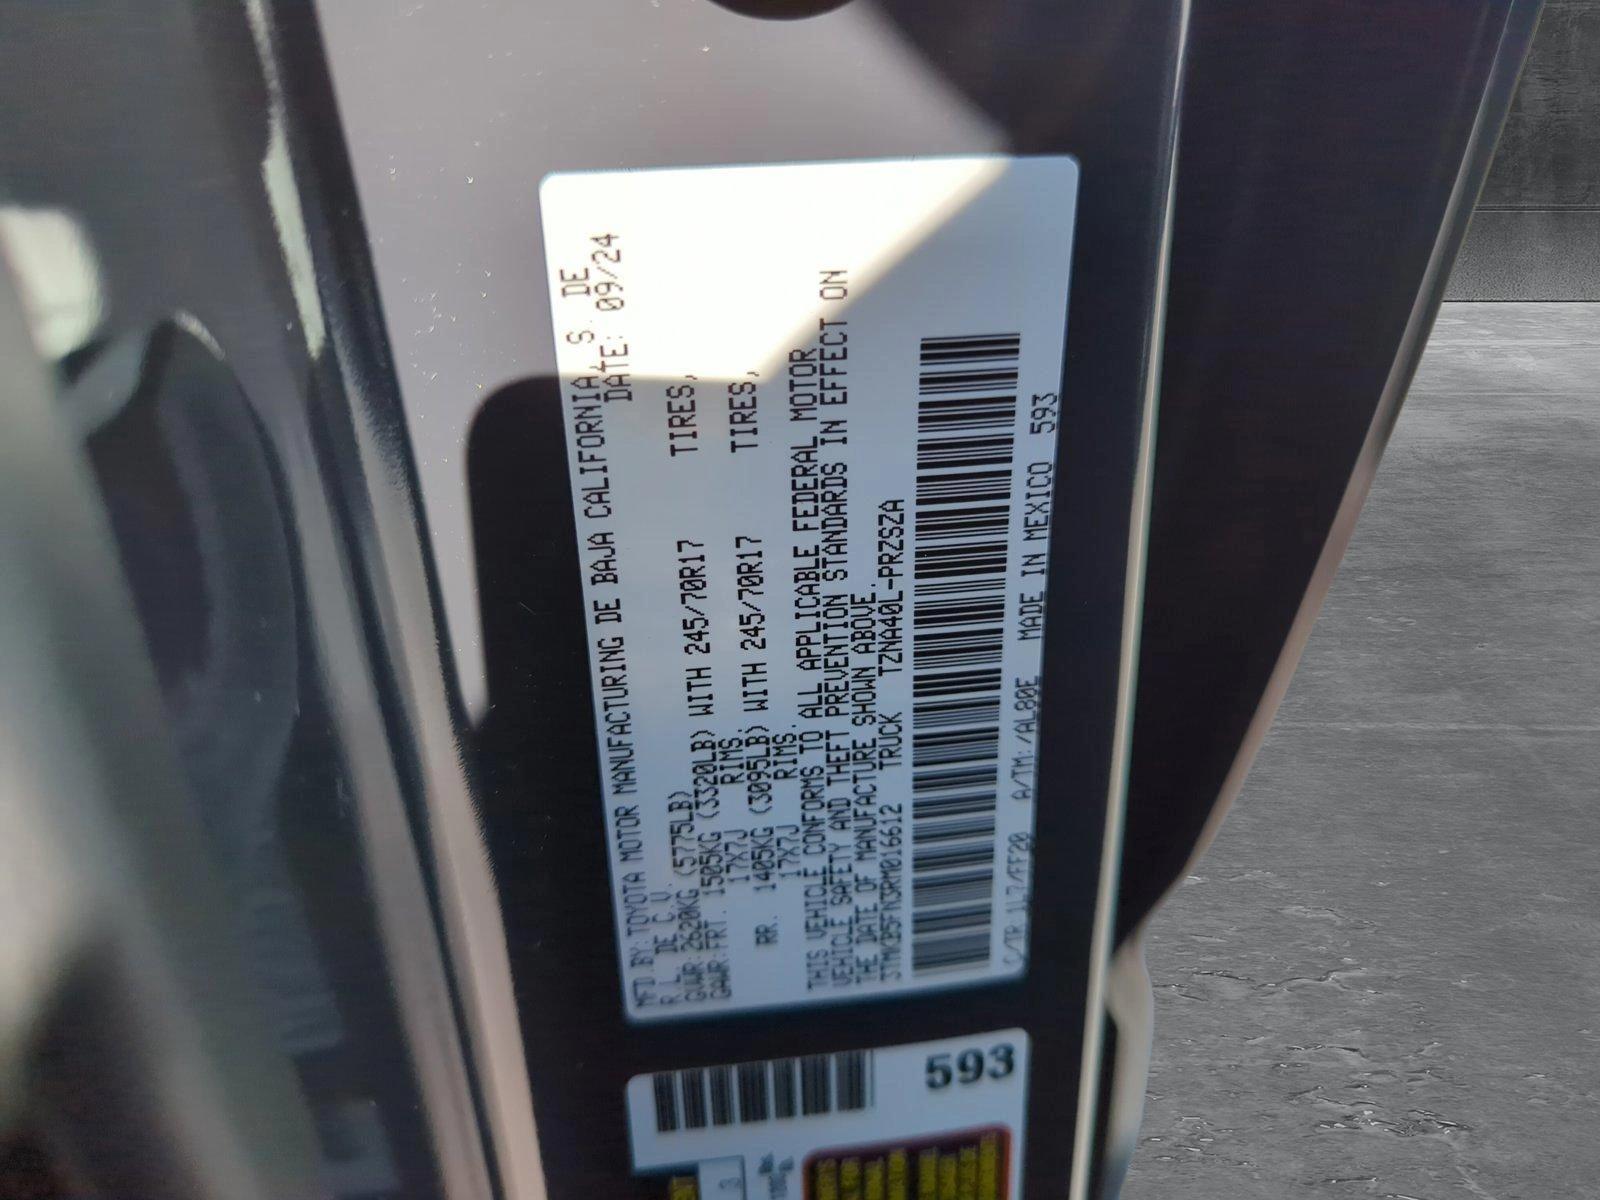 MFD.BY:TOYOTA MOTOR MANUFACTURING DE BAJA CALIFORNIA, S. DE
R.L. DE C.V. DATE: 09/24
GVWR:2620KG (5775LB)
GAWR:FRT. 1505KG (3320LB) WITH 245/70R17 TIRES,
17X7J RIMS.
RR. 1405KG (3095LB) WITH 245/70R17 TIRES,
17X7J RIMS.
THIS VEHICLE CONFORMS TO ALL APPLICABLE FEDERAL MOTOR
VEHICLE SAFETY AND THEFT PREVENTION STANDARDS IN EFFECT ON
THE DATE OF MANUFACTURE SHOWN ABOVE.
TRUCK TZNA40L-PRZSZA
C/TR:1L7/FF20 A/TM:/AL80E MADE IN MEXICO 593
593